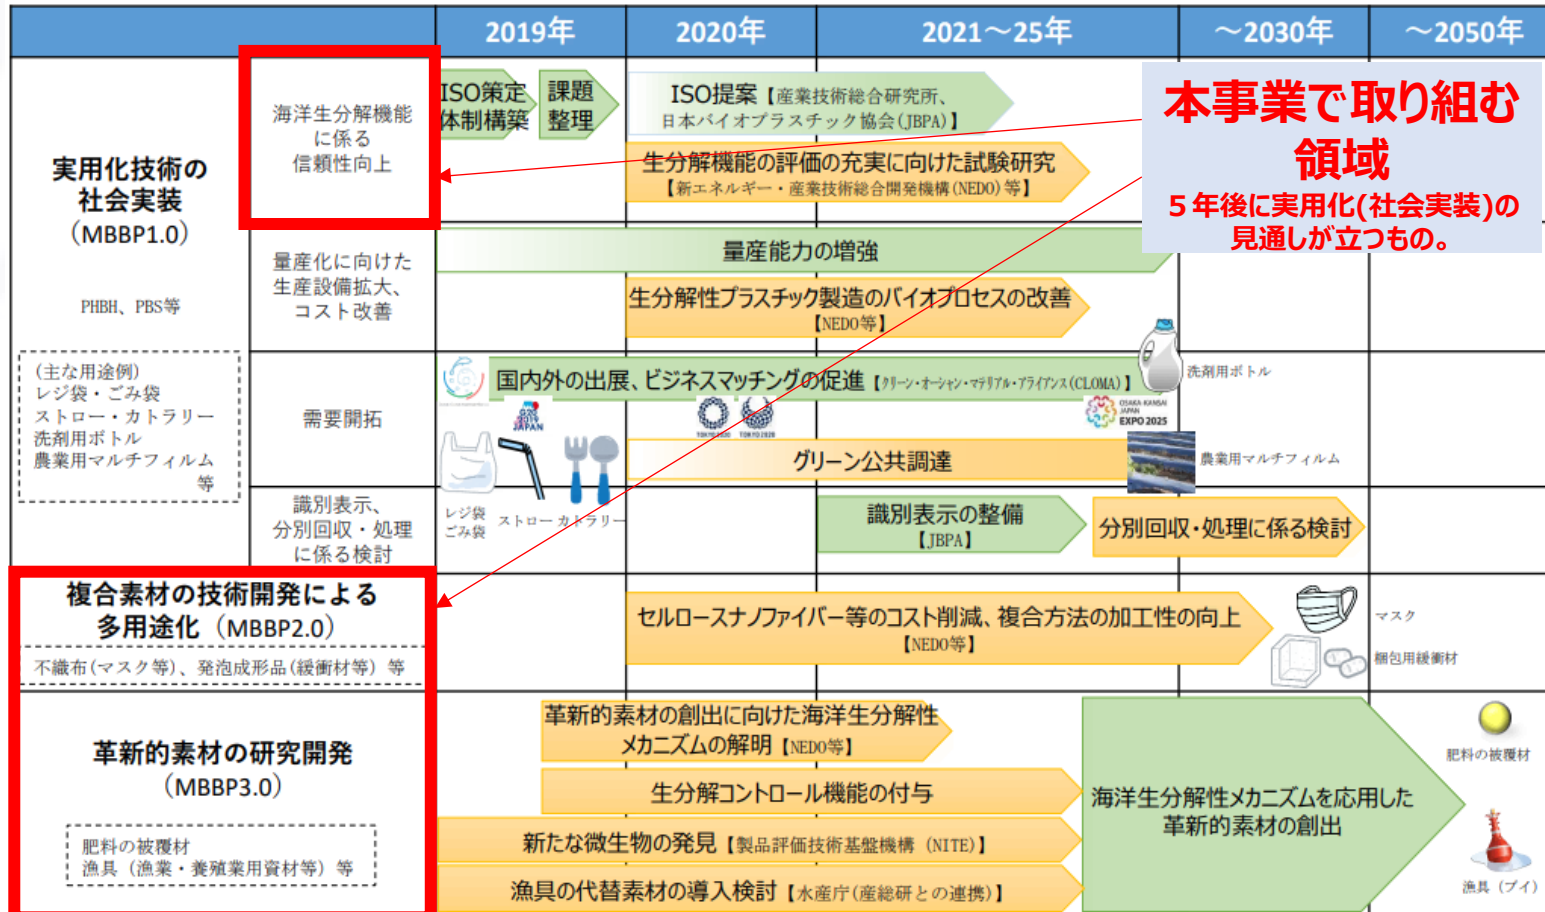 2019年
2020年
2021～25年
～2030年
～2050年
実用化技術の
社会実装
（MBBP1.0）
PHBH、PBS等
(主な用途例)
レジ袋・ごみ袋
ストロー・カトラリー
洗剤用ボトル
農業用マルチフィルム
等
海洋生分解機能
に係る
信頼性向上
ISO策定
体制構築
課題
整理
ISO提案【産業技術総合研究所、
日本バイオプラスチック協会(JBPA)】
生分解機能の評価の充実に向けた試験研究
【新エネルギー・産業技術総合開発機構(NEDO)等】
本事業で取り組む
領域
５年後に実用化(社会実装)の
見通しが立つもの。
量産化に向けた
生産設備拡大、
コスト改善
量産能力の増強
生分解性プラスチック製造のバイオプロセスの改善
【NEDO等】
需要開拓
国内外の出展、ビジネスマッチングの促進【クリーン・オーシャン・マテリアル・アライアンス(CLOMA)】
洗剤用ボトル
G20
2019
JAPAN
TOKYO 2020
TOKYO 2020
OSAKA-KANSAI
JAPAN
EXPO 2025
グリーン公共調達
農業用マルチフィルム
レジ袋
ごみ袋
ストロー
カトラリー
識別表示、
分別回収・処理
に係る検討
識別表示の整備
【JBPA】
分別回収・処理に係る検討
複合素材の技術開発による
多用途化（MBBP2.0）
不織布(マスク等)、発泡成形品(緩衝材等) 等
セルロースナノファイバー等のコスト削減、複合方法の加工性の向上
【NEDO等】
マスク
梱包用緩衝材
革新的素材の研究開発
（MBBP3.0）
肥料の被覆材
漁具（漁業・養殖業用資材等）等
革新的素材の創出に向けた海洋生分解性
メカニズムの解明【NEDO等】
生分解コントロール機能の付与
新たな微生物の発見【製品評価技術基盤機構（NITE)】
漁具の代替素材の導入検討【水産庁(産総研との連携)】
海洋生分解性メカニズムを応用した
革新的素材の創出
肥料の被覆材
漁具（ブイ）